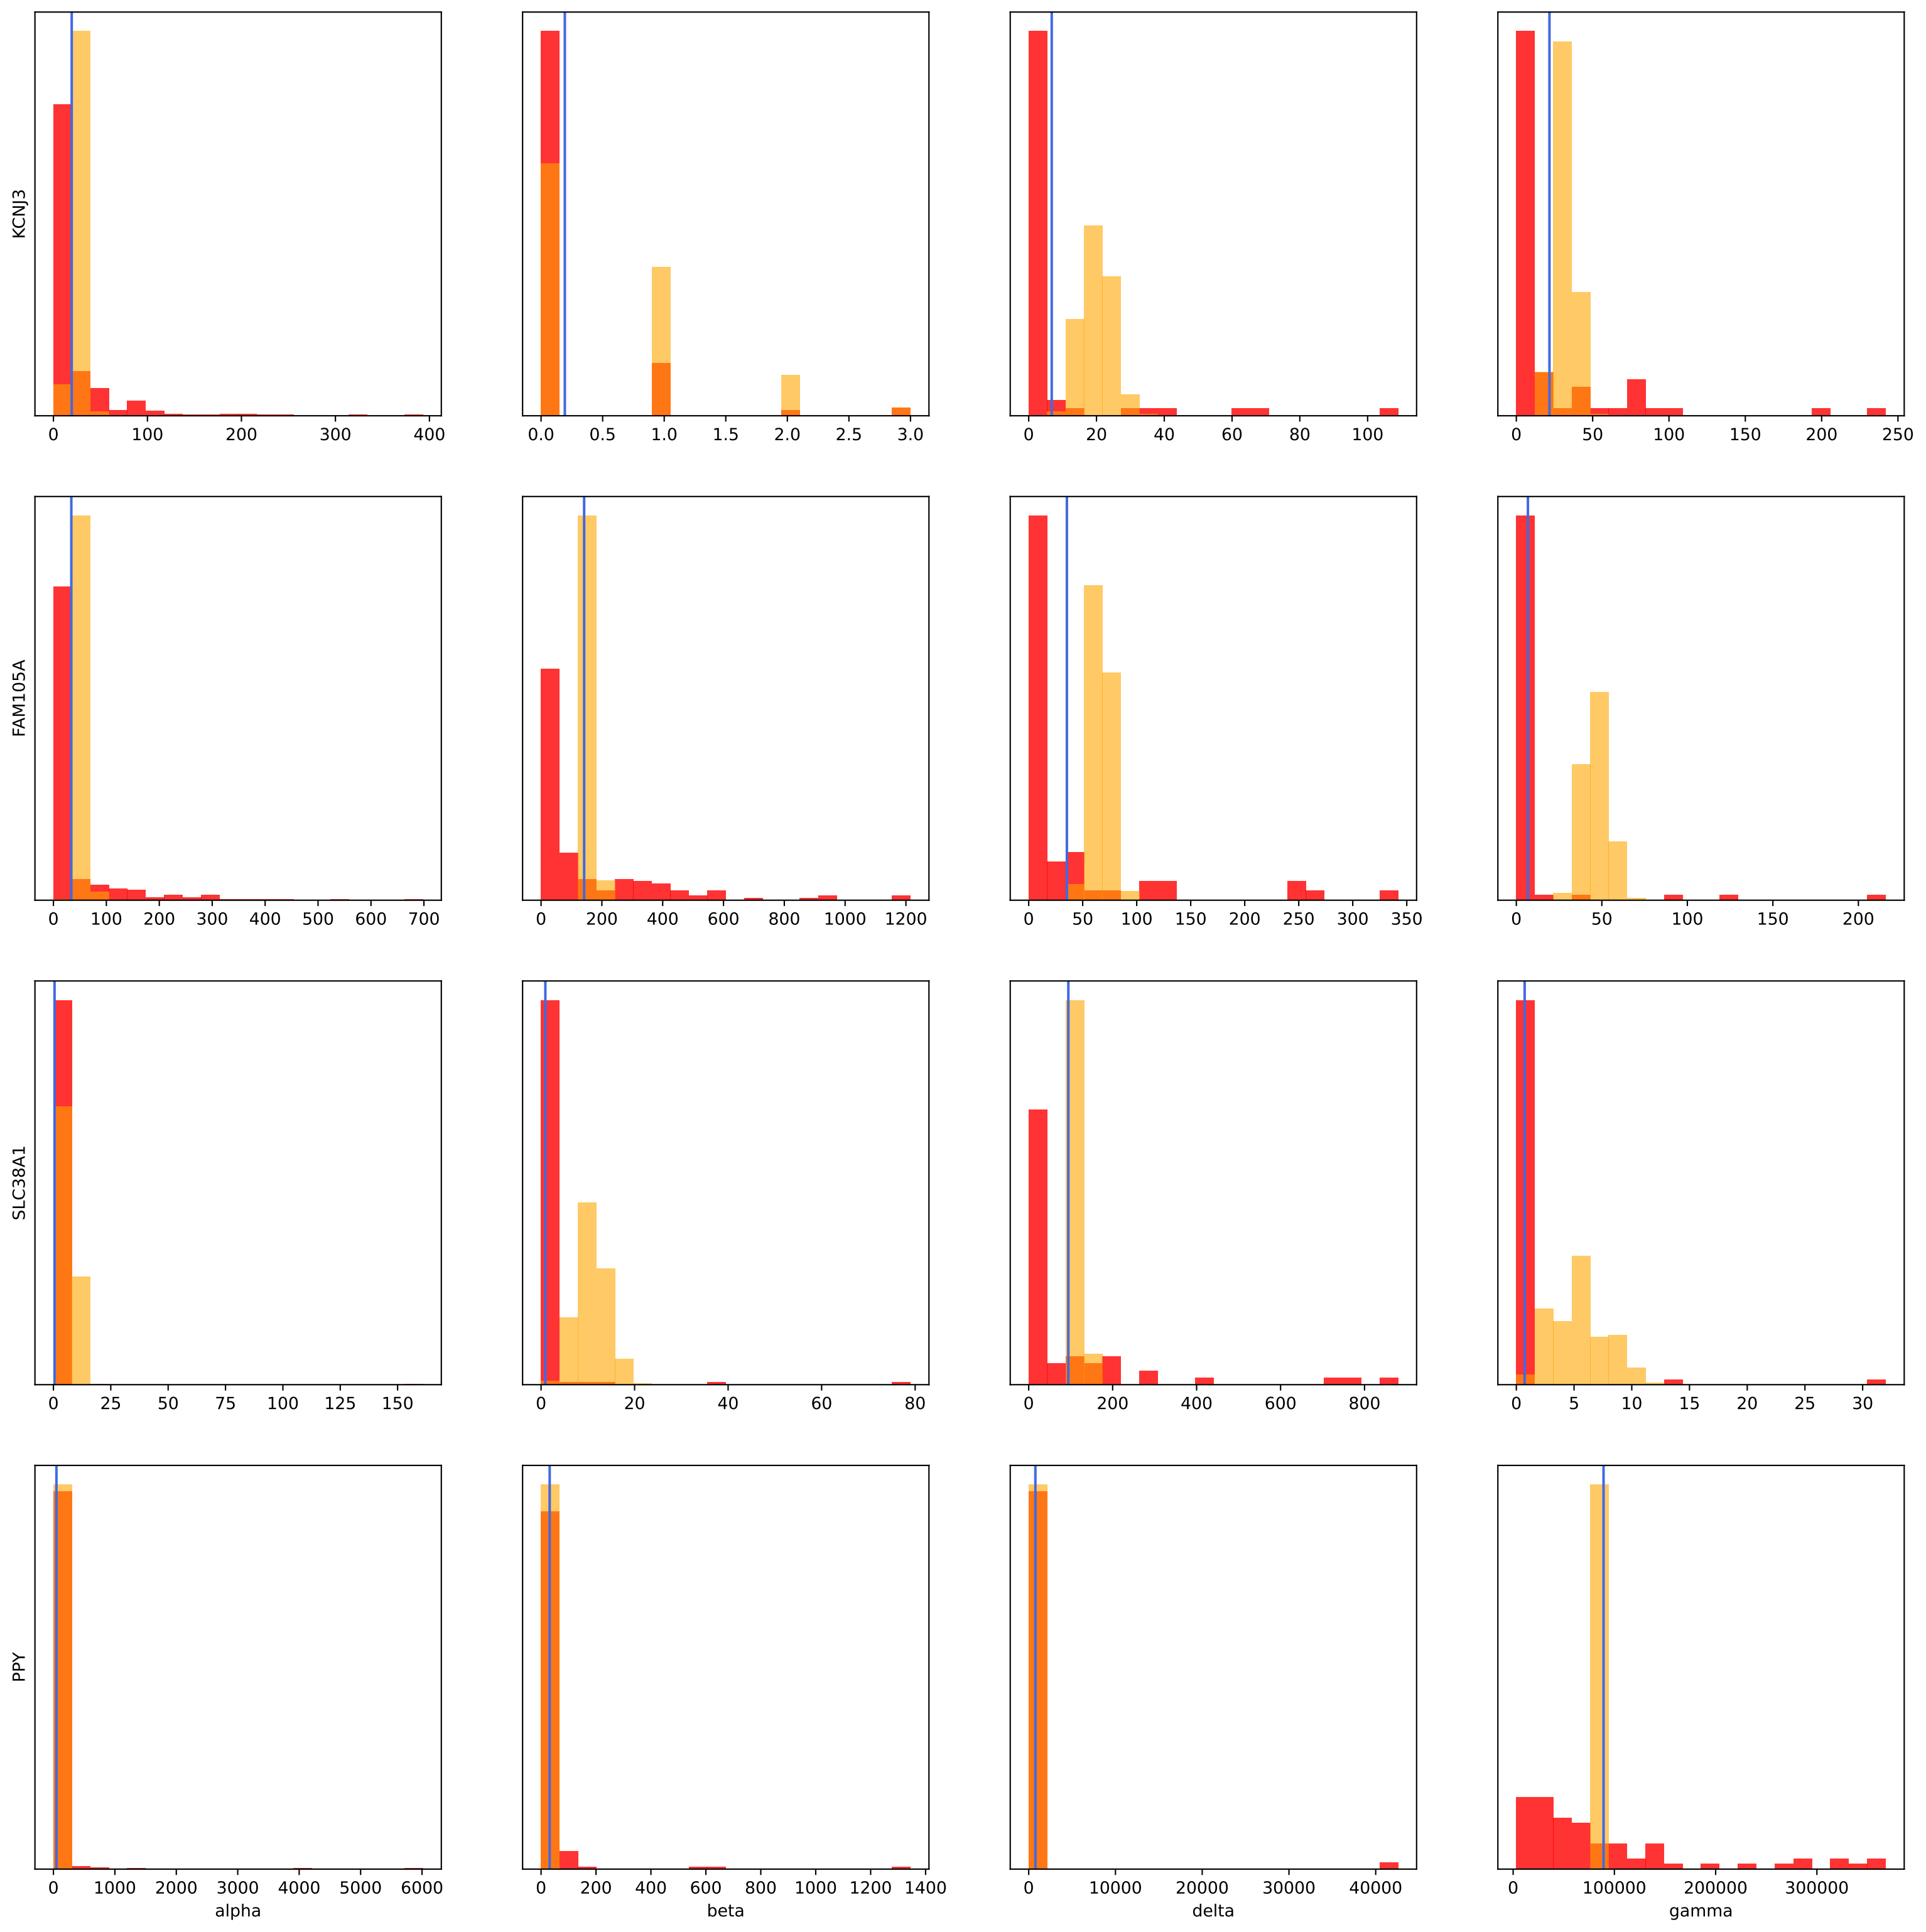 KCNJ3
0 100 200 300 400
0.0 0.5 1.0 1.5 2.0 2.5 3.0
0 20 40 60 80 100
0 50 100 150 200 250
FAM105A
0 100 200 300 400 500 600 700
0 200 400 600 800 1000 1200
0 50 100 150 200 250 300 350
0 50 100 150 200
SLC38A1
0 25 50 75 100 125 150
0 20 40 60 80
0 200 400 600 800
0 5 10 15 20 25 30
PPY
0 1000 2000 3000 4000 5000 6000
0 200 400 600 800 1000 1200 1400
0 10000 20000 30000 40000
0 100000 200000 300000
alpha
beta
delta
gamma